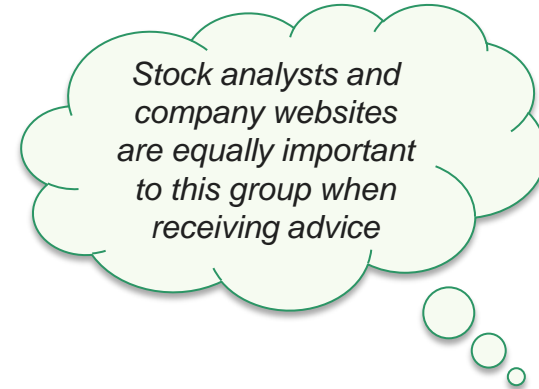 Stock analysts and
company websites
are equally important
to this group when
receiving advice